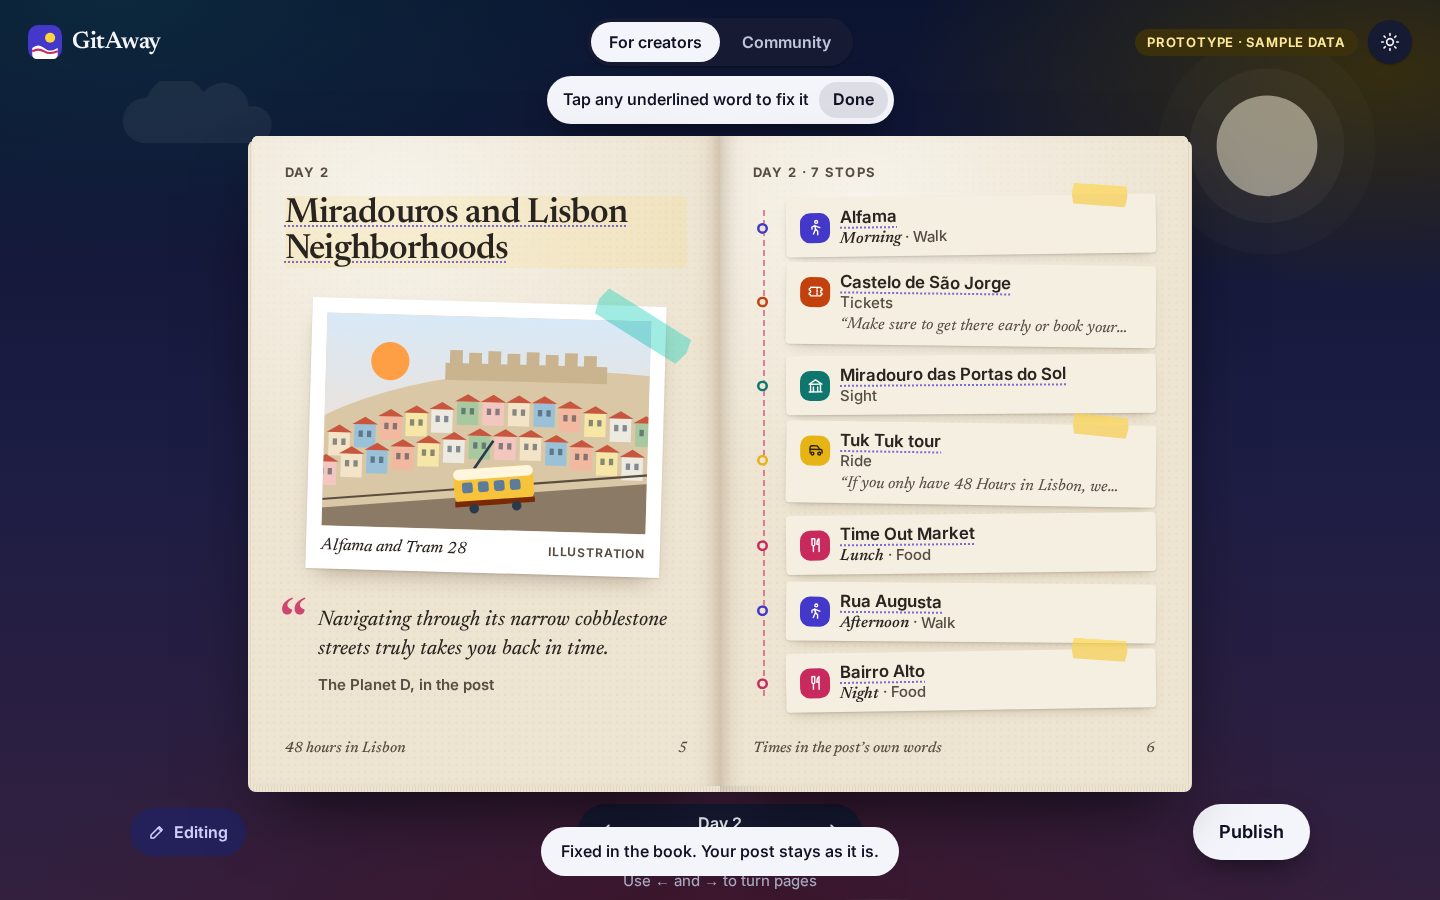 GitAway
For creators
Community
PROTOTYPE · SAMPLE DATA
Tap any underlined word to fix it
Done
DAY 2
Miradouros and Lisbon
Neighborhoods
Alfama and Tram 28
ILLUSTRATION
“
Navigating through its narrow cobblestone
streets truly takes you back in time.
The Planet D, in the post
48 hours in Lisbon
5
DAY 2 · 7 STOPS
Alfama
Morning · Walk
Castelo de São Jorge
Tickets
“Make sure to get there early or book your…
Miradouro das Portas do Sol
Sight
Tuk Tuk tour
Ride
“If you only have 48 Hours in Lisbon, we…
Time Out Market
Lunch · Food
Rua Augusta
Afternoon · Walk
Bairro Alto
Night · Food
Times in the post’s own words
6
Editing
Day 2
Fixed in the book. Your post stays as it is.
Use ← and → to turn pages
Publish